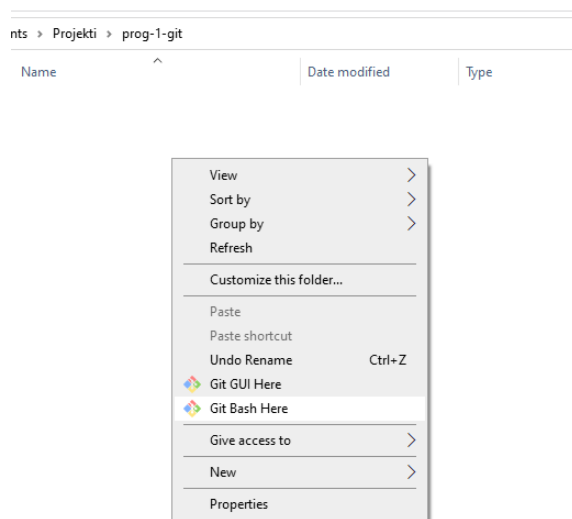 nts > Projekti > prog-1-git
Name Date modified Type
View
Sort by
Group by
Refresh
Customize this folder...
Paste
Paste shortcut
Undo Rename Ctrl+Z
Git GUI Here
Git Bash Here
Give access to
New
Properties